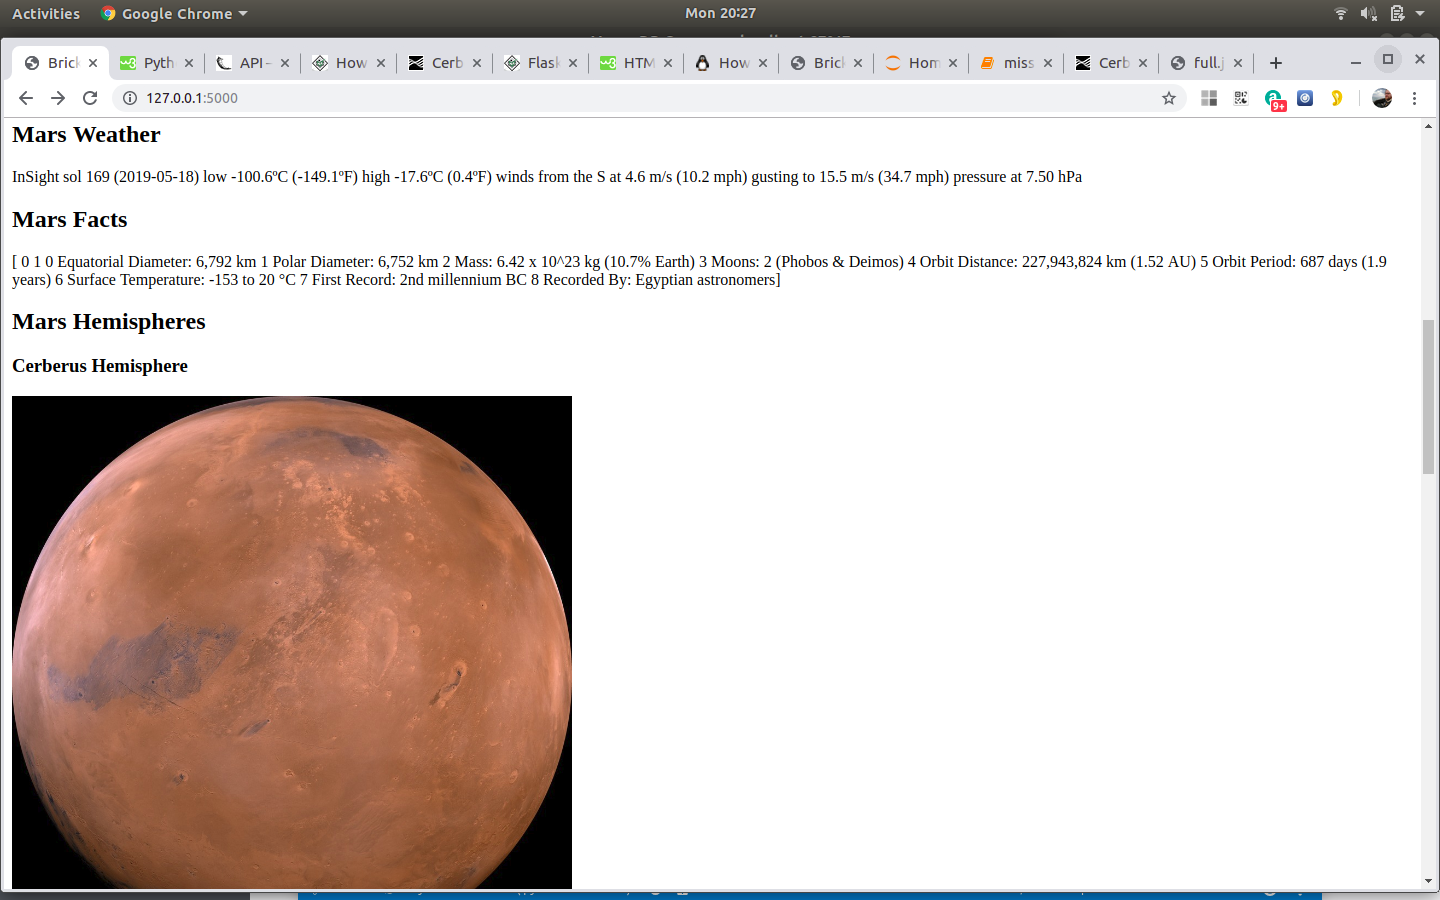 Activities Google Chrome Mon 20:27
Brick Pyth API – How Cerb Flask HTM How Brick Hom miss Cerb full.j
127.0.0.1:5000 9+
Mars Weather
InSight sol 169 (2019-05-18) low -100.6ºC (-149.1ºF) high -17.6ºC (0.4ºF) winds from the S at 4.6 m/s (10.2 mph) gusting to 15.5 m/s (34.7 mph) pressure at 7.50 hPa
Mars Facts
[ 0 1 0 Equatorial Diameter: 6,792 km 1 Polar Diameter: 6,752 km 2 Mass: 6.42 x 10^23 kg (10.7% Earth) 3 Moons: 2 (Phobos & Deimos) 4 Orbit Distance: 227,943,824 km (1.52 AU) 5 Orbit Period: 687 days (1.9
years) 6 Surface Temperature: -153 to 20 °C 7 First Record: 2nd millennium BC 8 Recorded By: Egyptian astronomers]
Mars Hemispheres
Cerberus Hemisphere